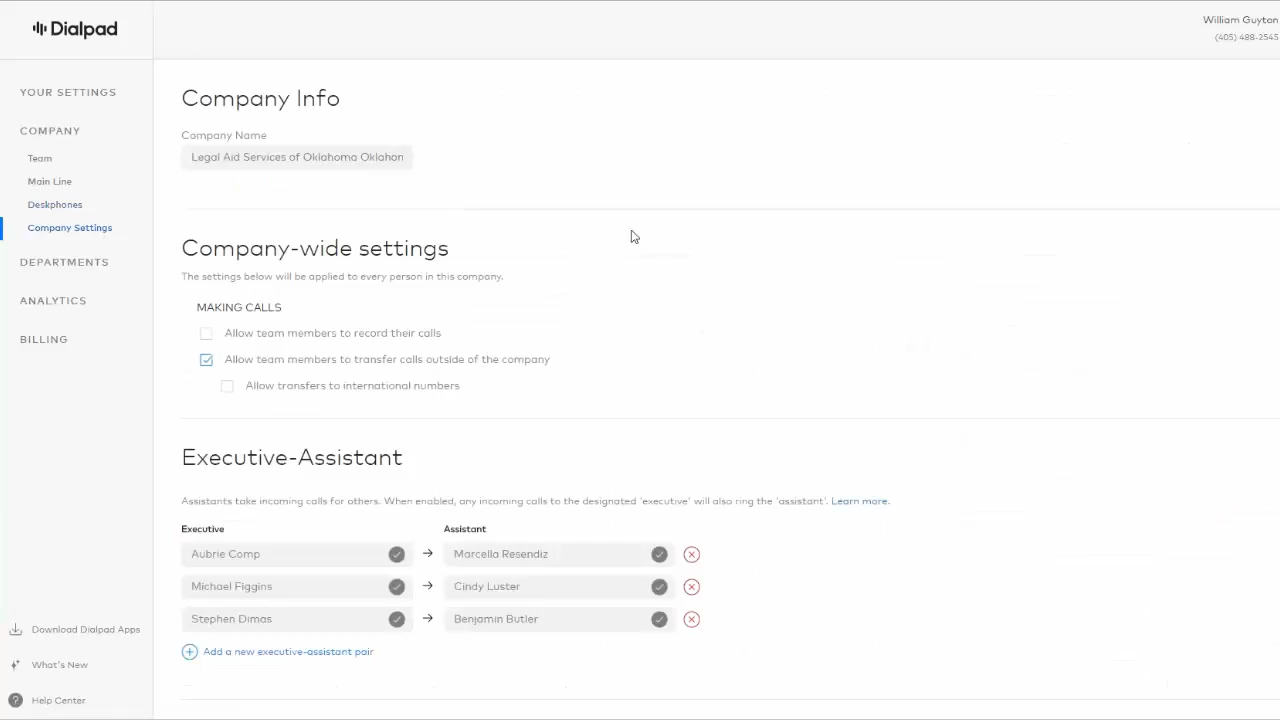 Dialpad
William Guyton
(405) 488-2545
YOUR SETTINGS
COMPANY
Team
Main Line
Deskphones
Company Settings
DEPARTMENTS
ANALYTICS
BILLING
Download Dialpad Apps
What's New
Help Center
Company Info
Company Name
Legal Aid Services of Oklahoma Oklahon
Company-wide settings
The settings below will be applied to every person in this company.
MAKING CALLS
Allow team members to record their calls
Allow team members to transfer calls outside of the company
Allow transfers to international numbers
Executive-Assistant
Assistants take incoming calls for others. When enabled, any incoming calls to the designated 'executive' will also ring the 'assistant'. Learn more.
Executive Assistant
Aubrie Comp → Marcella Resendiz
Michael Figgins → Cindy Luster
Stephen Dimas → Benjamin Butler
Add a new executive-assistant pair